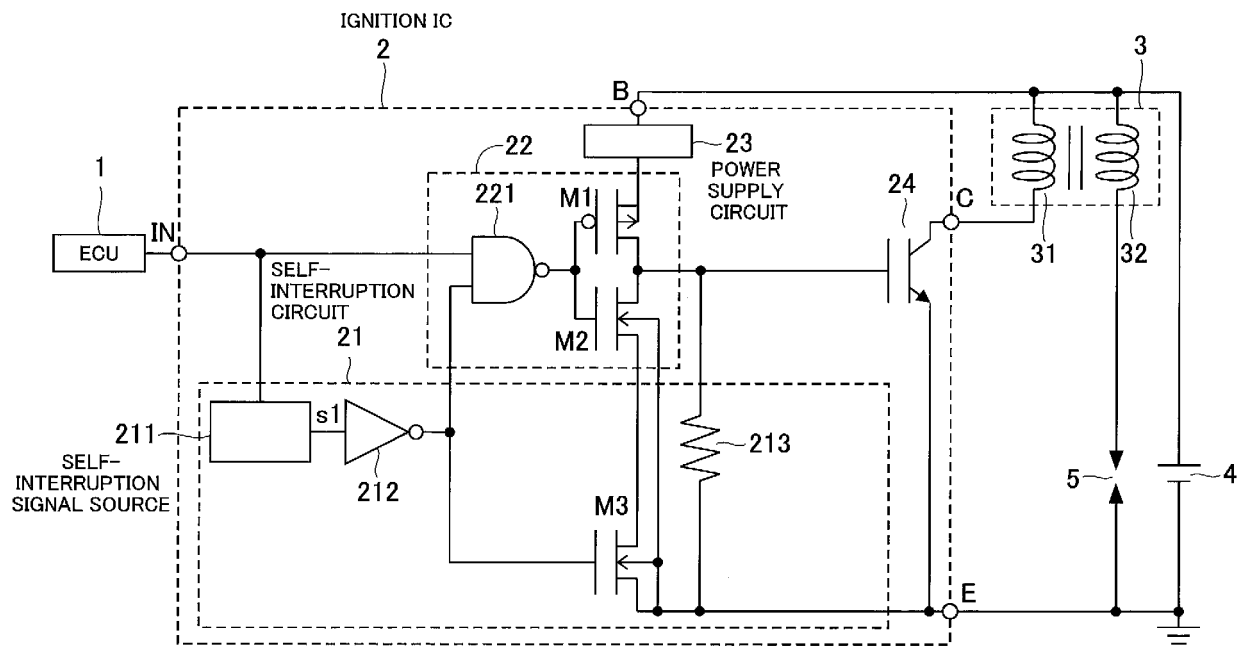 IGNITION IC
2
3
B
23
22
1
221
M1
POWER
SUPPLY
CIRCUIT
24
C
IN
ECU
31
32
SELF-
INTERRUPTION
CIRCUIT
M2
21
s1
211
213
SELF-
INTERRUPTION
SIGNAL SOURCE
212
5
4
M3
E